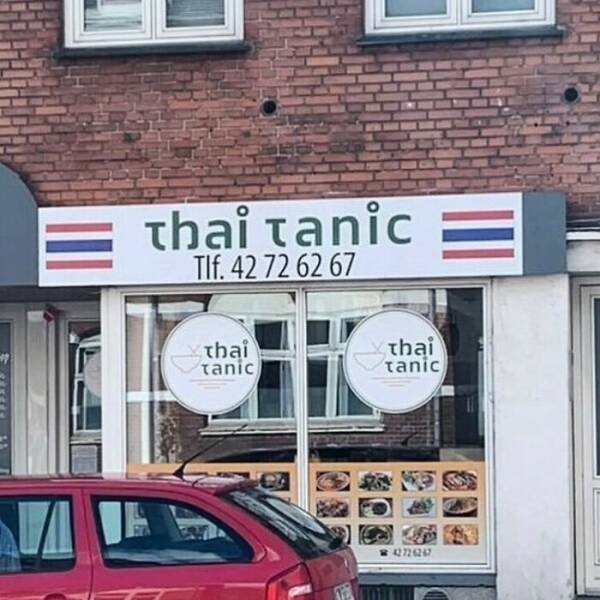 thai tanic
Tlf. 42 72 62 67
thai
tanic
thai
tanic
☎ 42 72 62 67